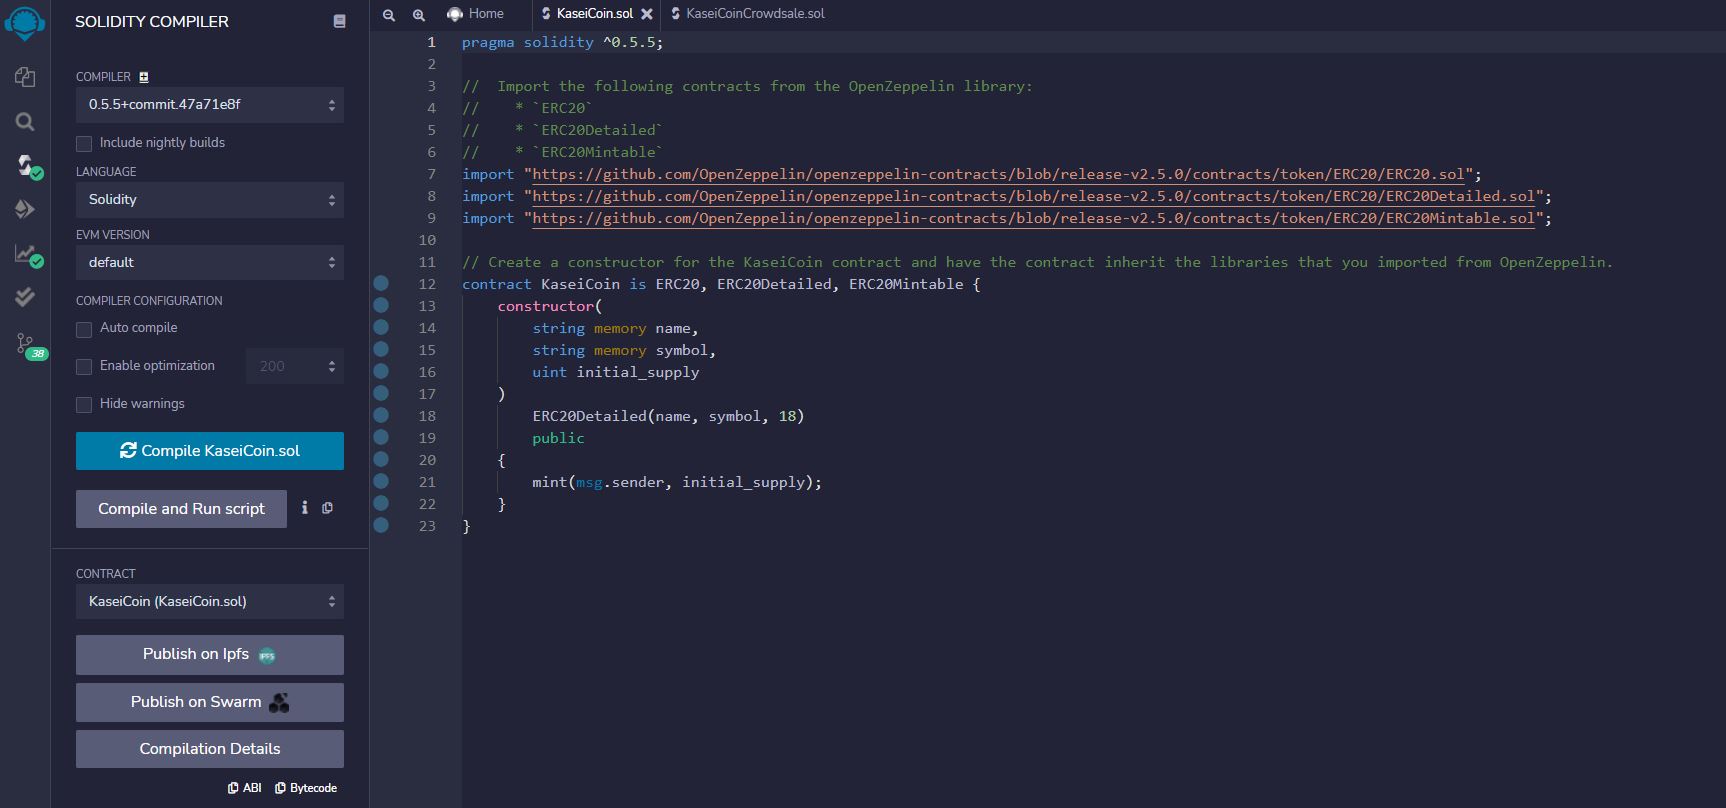 SOLIDITY COMPILER
COMPILER
0.5.5+commit.47a71e8f
Include nightly builds
LANGUAGE
Solidity
EVM VERSION
default
COMPILER CONFIGURATION
Auto compile
Enable optimization 200
Hide warnings
Compile KaseiCoin.sol
Compile and Run script
CONTRACT
KaseiCoin (KaseiCoin.sol)
Publish on Ipfs IPFS
Publish on Swarm
Compilation Details
ABI Bytecode
38
Home KaseiCoin.sol KaseiCoinCrowdsale.sol
1 pragma solidity ^0.5.5;
2
3 //  Import the following contracts from the OpenZeppelin library:
4 //    * `ERC20`
5 //    * `ERC20Detailed`
6 //    * `ERC20Mintable`
7 import "https://github.com/OpenZeppelin/openzeppelin-contracts/blob/release-v2.5.0/contracts/token/ERC20/ERC20.sol";
8 import "https://github.com/OpenZeppelin/openzeppelin-contracts/blob/release-v2.5.0/contracts/token/ERC20/ERC20Detailed.sol";
9 import "https://github.com/OpenZeppelin/openzeppelin-contracts/blob/release-v2.5.0/contracts/token/ERC20/ERC20Mintable.sol";
10
11 // Create a constructor for the KaseiCoin contract and have the contract inherit the libraries that you imported from OpenZeppelin.
12 contract KaseiCoin is ERC20, ERC20Detailed, ERC20Mintable {
13     constructor(
14         string memory name,
15         string memory symbol,
16         uint initial_supply
17     )
18         ERC20Detailed(name, symbol, 18)
19         public
20     {
21         mint(msg.sender, initial_supply);
22     }
23 }